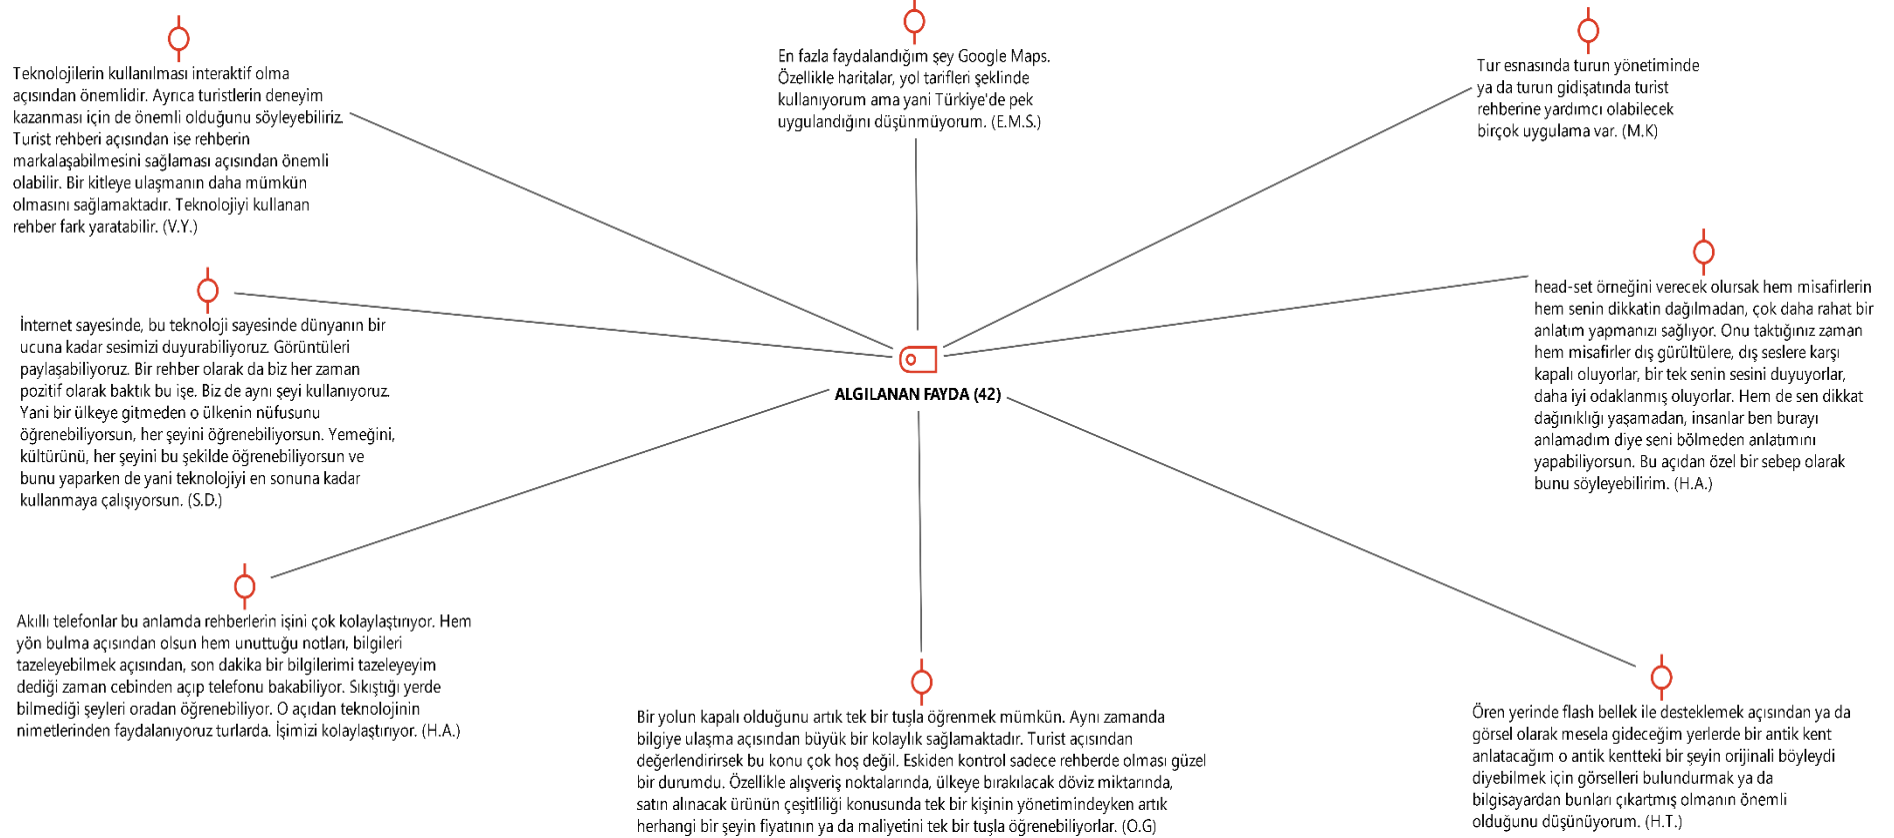 Teknolojilerin kullanılması interaktif olma
açısından önemlidir. Ayrıca turistlerin deneyim
kazanması için de önemli olduğunu söyleyebiliriz.
Turist rehberi açısından ise rehberin
markalaşabilmesini sağlaması açısından önemli
olabilir. Bir kitleye ulaşmanın daha mümkün
olmasını sağlamaktadır. Teknolojiyi kullanan
rehber fark yaratabilir. (V.Y.)
En fazla faydalandığım şey Google Maps.
Özellikle haritalar, yol tarifleri şeklinde
kullanıyorum ama yani Türkiye'de pek
uygulandığını düşünmüyorum. (E.M.S.)
Tur esnasında turun yönetiminde
ya da turun gidişatında turist
rehberine yardımcı olabilecek
birçok uygulama var. (M.K)
İnternet sayesinde, bu teknoloji sayesinde dünyanın bir
ucuna kadar sesimizi duyurabiliyoruz. Görüntüleri
paylaşabiliyoruz. Bir rehber olarak da biz her zaman
pozitif olarak baktık bu işe. Biz de aynı şeyi kullanıyoruz.
Yani bir ülkeye gitmeden o ülkenin nüfusunu
öğrenebiliyorsun, her şeyini öğrenebiliyorsun. Yemeğini,
kültürünü, her şeyini bu şekilde öğrenebiliyorsun ve
bunu yaparken de yani teknolojiyi en sonuna kadar
kullanmaya çalışıyorsun. (S.D.)
ALGILANAN FAYDA (42)
head-set örneğini verecek olursak hem misafirlerin
hem senin dikkatin dağılmadan, çok daha rahat bir
anlatım yapmanızı sağlıyor. Onu taktığınız zaman
hem misafirler dış gürültülere, dış seslere karşı
kapalı oluyorlar, bir tek senin sesini duyuyorlar,
daha iyi odaklanmış oluyorlar. Hem de sen dikkat
dağınıklığı yaşamadan, insanlar ben burayı
anlamadım diye seni bölmeden anlatımını
yapabiliyorsun. Bu açıdan özel bir sebep olarak
bunu söyleyebilirim. (H.A.)
Akıllı telefonlar bu anlamda rehberlerin işini çok kolaylaştırıyor. Hem
yön bulma açısından olsun hem unuttuğu notları, bilgileri
tazeleyebilmek açısından, son dakika bir bilgilerimi tazeleyeyim
dediği zaman cebinden açıp telefonu bakabiliyor. Sıkıştığı yerde
bilmediği şeyleri oradan öğrenebiliyor. O açıdan teknolojinin
nimetlerinden faydalanıyoruz turlarda. İşimizi kolaylaştırıyor. (H.A.)
Bir yolun kapalı olduğunu artık tek bir tuşla öğrenmek mümkün. Aynı zamanda
bilgiye ulaşma açısından büyük bir kolaylık sağlamaktadır. Turist açısından
değerlendirirsek bu konu çok hoş değil. Eskiden kontrol sadece rehberde olması güzel
bir durumdu. Özellikle alışveriş noktalarında, ülkeye bırakılacak döviz miktarında,
satın alınacak ürünün çeşitliliği konusunda tek bir kişinin yönetimindeyken artık
herhangi bir şeyin fiyatının ya da maliyetini tek bir tuşla öğrenebiliyorlar. (O.G)
Ören yerinde flash bellek ile desteklemek açısından ya da
görsel olarak mesela gideceğim yerlerde bir antik kent
anlatacağım o antik kentteki bir şeyin orijinali böyleydi
diyebilmek için görselleri bulundurmak ya da
bilgisayardan bunları çıkartmış olmanın önemli
olduğunu düşünüyorum. (H.T.)